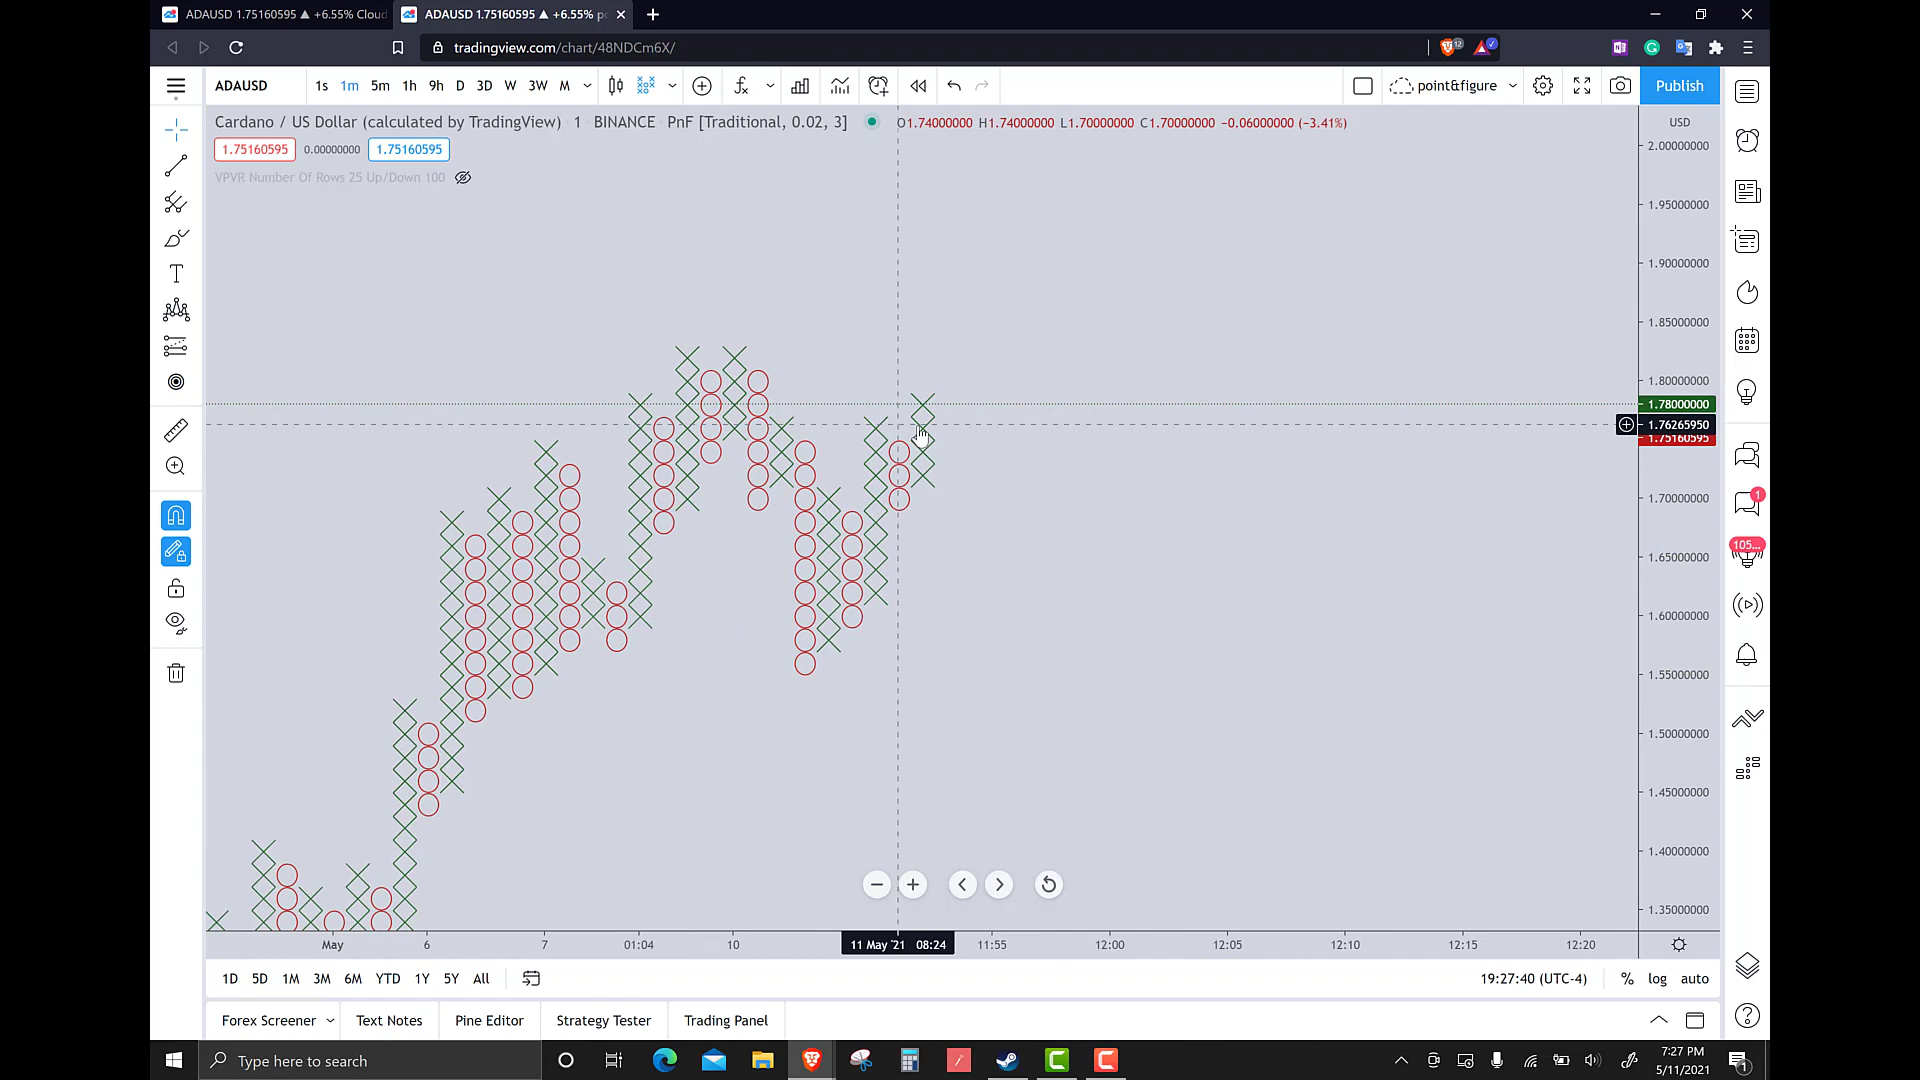 ADAUSD 1.75160595 ▲ +6.55% Cloud
ADAUSD 1.75160595 ▲ +6.55% po
tradingview.com/chart/48NDCm6X/
12
ADAUSD 1s 1m 5m 1h 9h D 3D W 3W M
point&figure
Publish
Cardano / US Dollar (calculated by TradingView) 1 BINANCE PnF [Traditional, 0.02, 3] O1.74000000 H1.74000000 L1.70000000 C1.70000000 −0.06000000 (−3.41%)
USD
1.75160595 0.00000000 1.75160595
VPVR Number Of Rows 25 Up/Down 100
2.00000000
1.95000000
1.90000000
1.85000000
1.80000000
1.78000000
1.76265950
1.75160595
1.70000000
1.65000000
1.60000000
1.55000000
1.50000000
1.45000000
1.40000000
1.35000000
1
105...
May 6 7 01:04 10 11 May '21 08:24 11:55 12:00 12:05 12:10 12:15 12:20
1D 5D 1M 3M 6M YTD 1Y 5Y All
19:27:40 (UTC-4) % log auto
Forex Screener Text Notes Pine Editor Strategy Tester Trading Panel
Type here to search
7:27 PM
5/11/2021
1